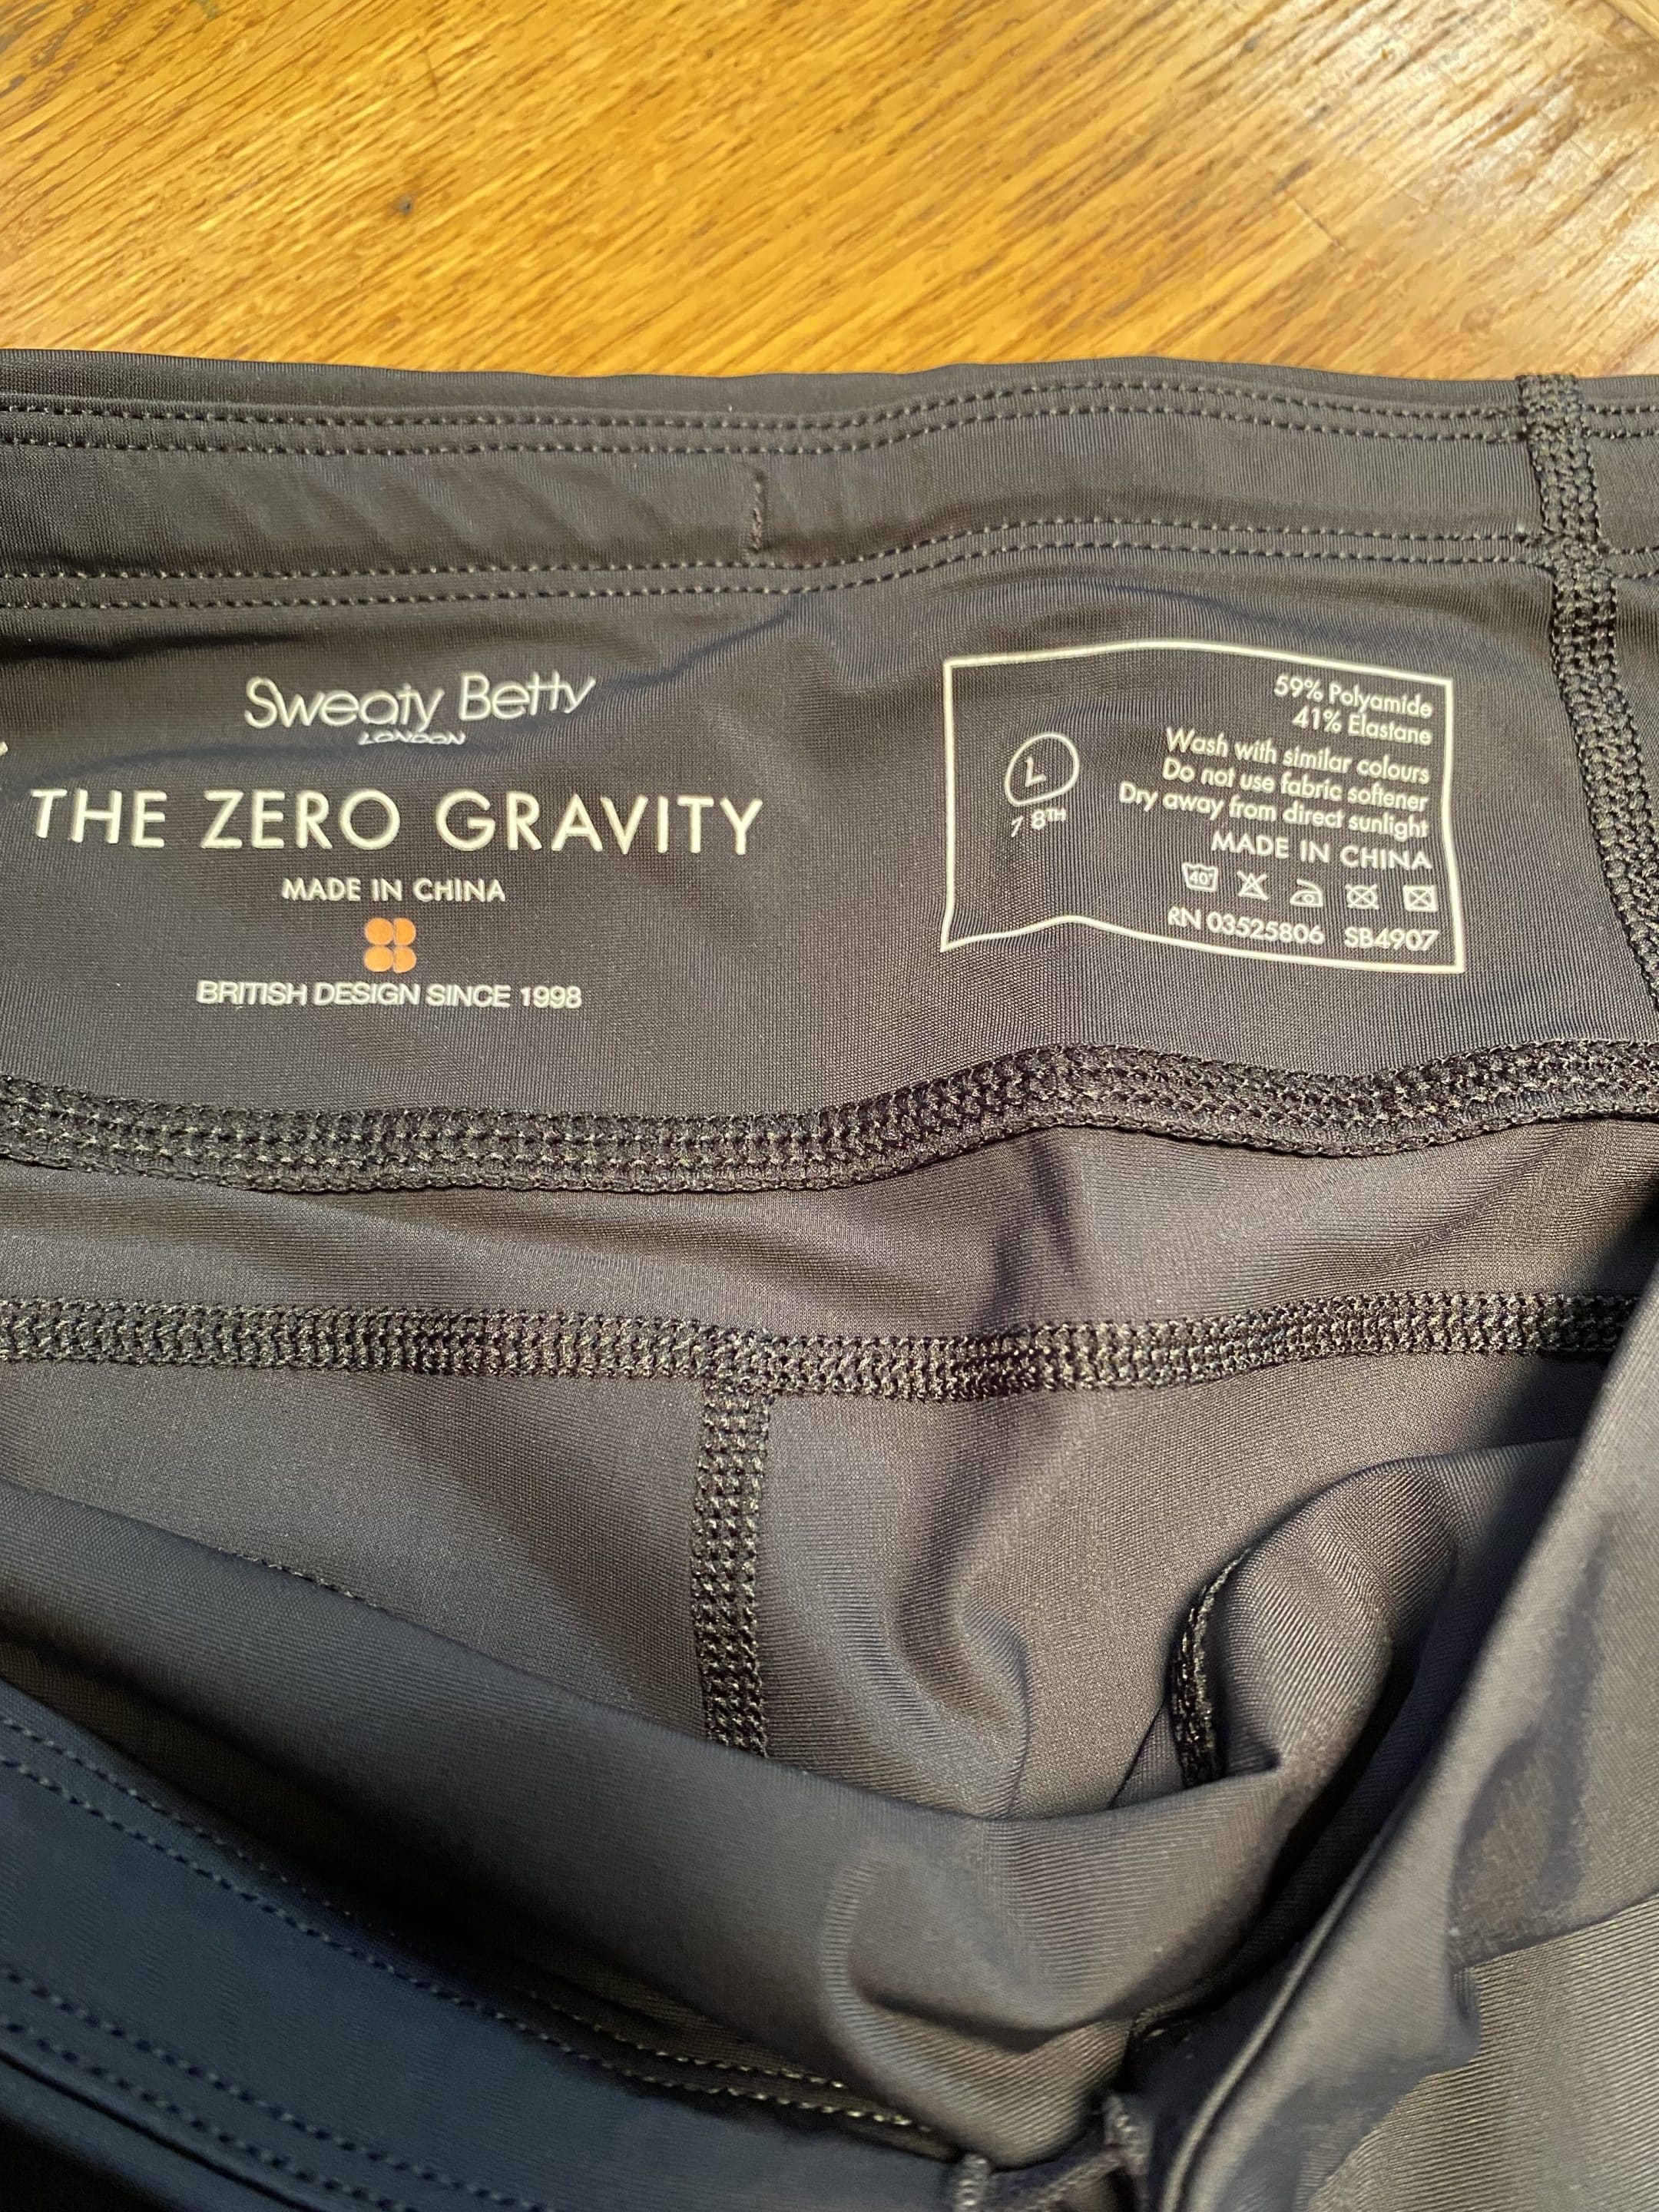 Sweaty Betty
LONDON
THE ZERO GRAVITY
MADE IN CHINA
BRITISH DESIGN SINCE 1998
L
7 8TH
59% Polyamide
41% Elastane
Wash with similar colours
Do not use fabric softener
Dry away from direct sunlight
MADE IN CHINA
40°
RN 03525806 SB4907